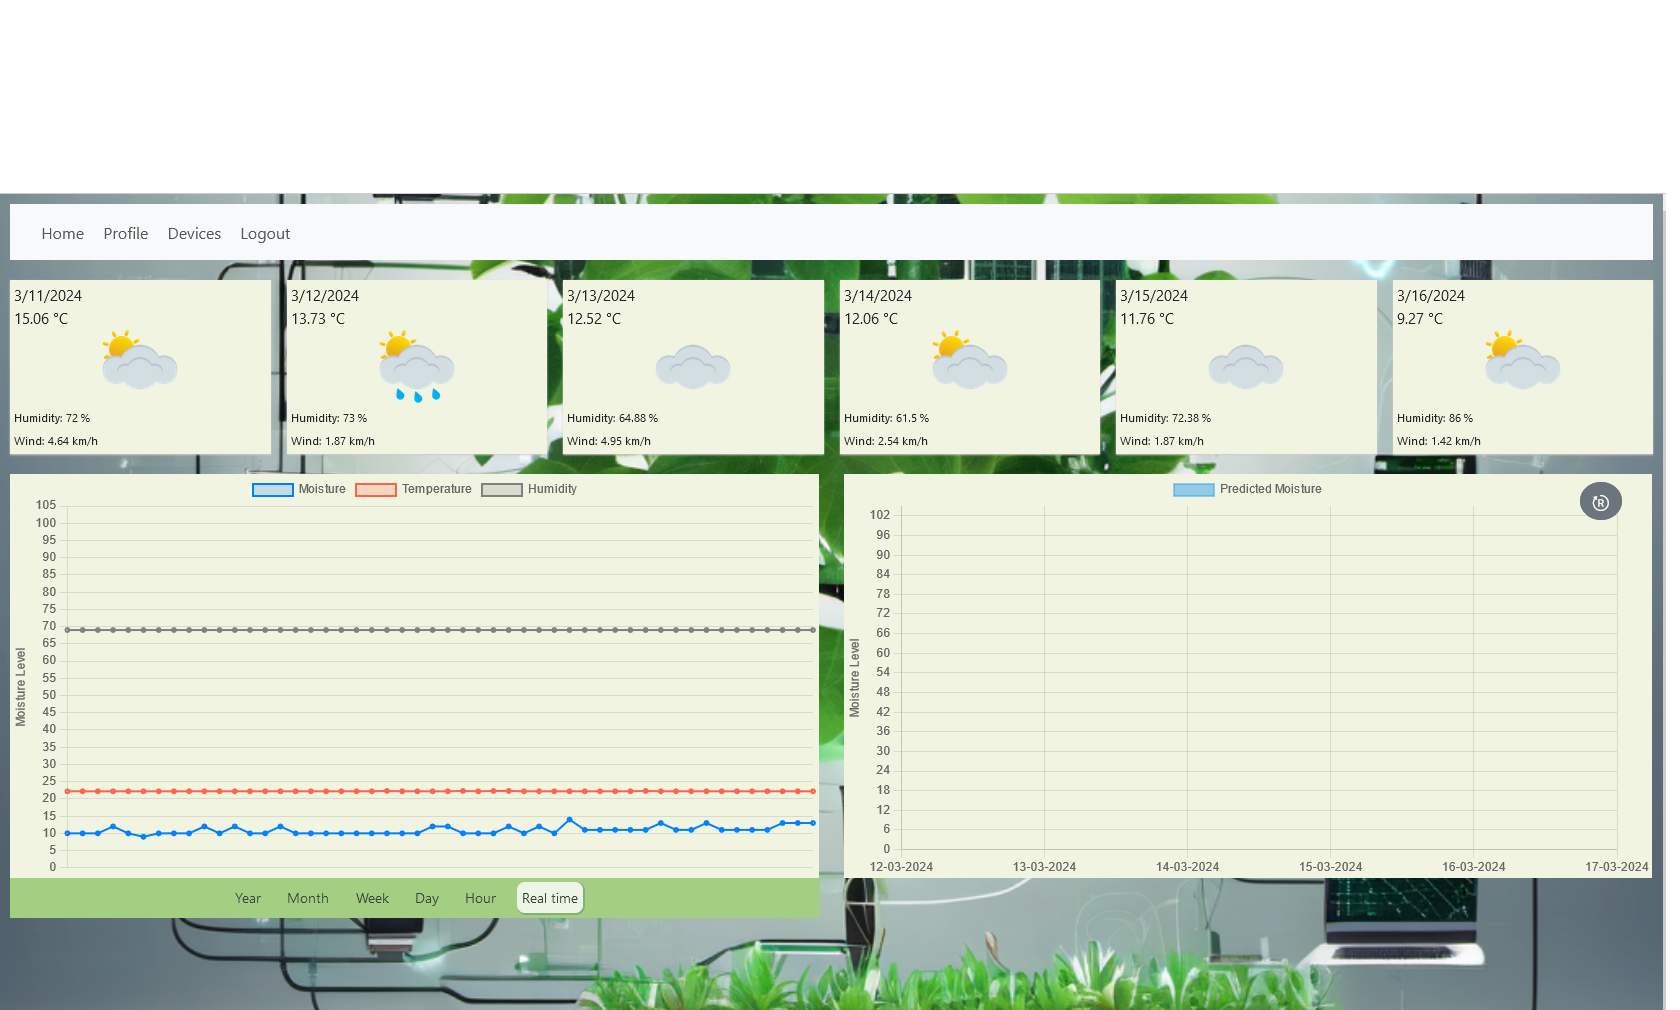 Home Profile Devices Logout
3/11/2024
15.06 °C
Humidity: 72 %
Wind: 4.64 km/h
3/12/2024
13.73 °C
Humidity: 73 %
Wind: 1.87 km/h
3/13/2024
12.52 °C
Humidity: 64.88 %
Wind: 4.95 km/h
3/14/2024
12.06 °C
Humidity: 61.5 %
Wind: 2.54 km/h
3/15/2024
11.76 °C
Humidity: 72.38 %
Wind: 1.87 km/h
3/16/2024
9.27 °C
Humidity: 86 %
Wind: 1.42 km/h
Moisture Temperature Humidity
Moisture Level
105
100
95
90
85
80
75
70
65
60
55
50
45
40
35
30
25
20
15
10
5
0
Year Month Week Day Hour Real time
Predicted Moisture
R
Moisture Level
102
96
90
84
78
72
66
60
54
48
42
36
30
24
18
12
6
0
12-03-2024 13-03-2024 14-03-2024 15-03-2024 16-03-2024 17-03-2024